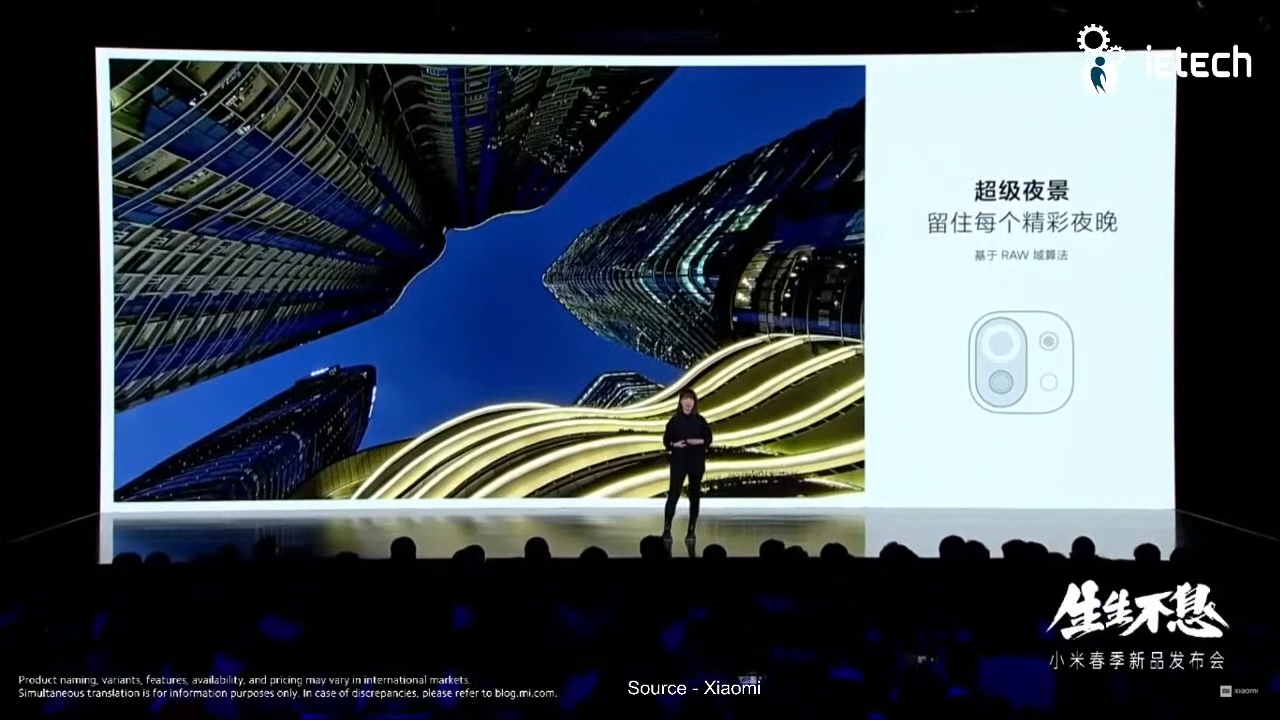 ietech
超级夜景
留住每个精彩夜晚
基于 RAW 域算法
生生不息
小米春季新品发布会
Product naming, variants, features, availability, and pricing may vary in international markets.
Simultaneous translation is for information purposes only. In case of discrepancies, please refer to blog.mi.com.
Source - Xiaomi
mi xiaomi